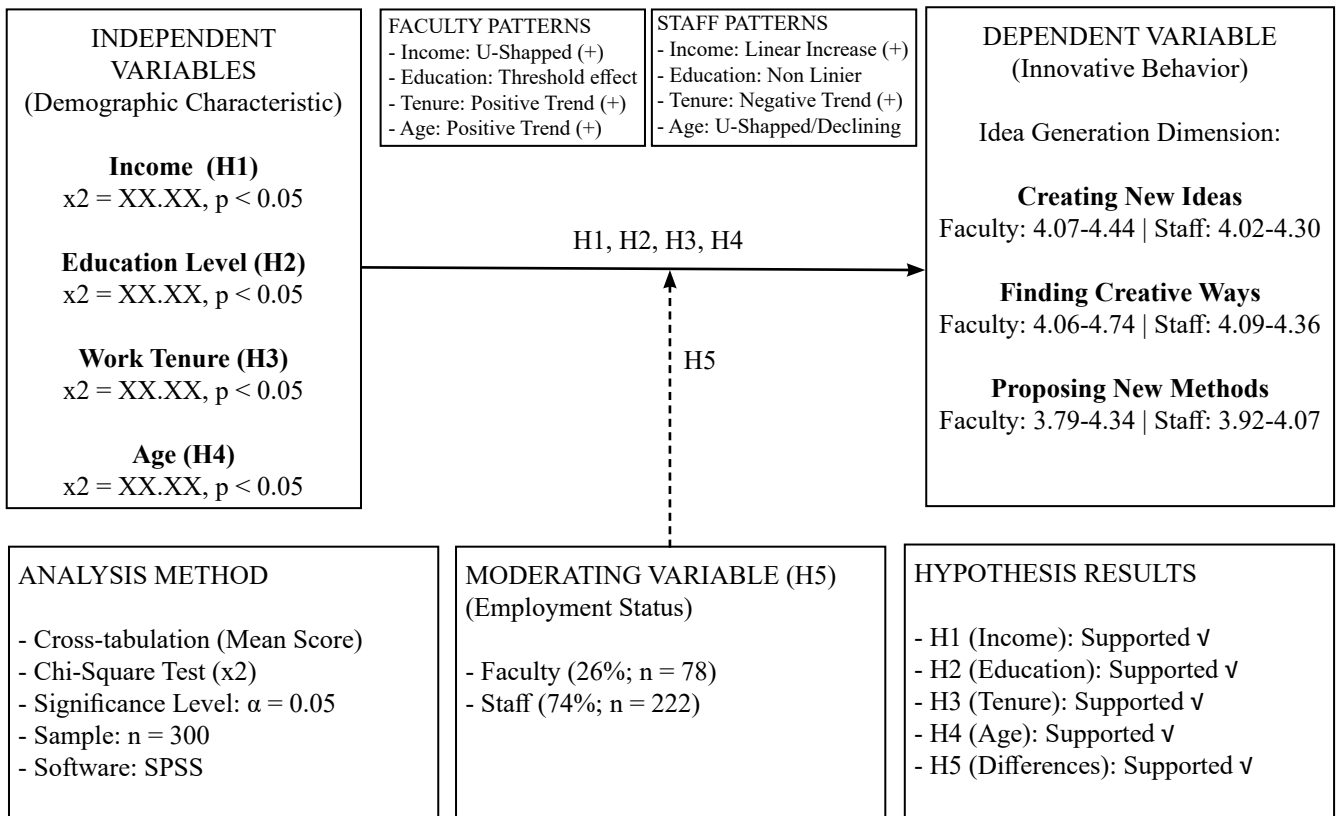 INDEPENDENT
VARIABLES
(Demographic Characteristic)
Income (H1)
x2 = XX.XX, p < 0.05
Education Level (H2)
x2 = XX.XX, p < 0.05
Work Tenure (H3)
x2 = XX.XX, p < 0.05
Age (H4)
x2 = XX.XX, p < 0.05
FACULTY PATTERNS
- Income: U-Shapped (+)
- Education: Threshold effect
- Tenure: Positive Trend (+)
- Age: Positive Trend (+)
STAFF PATTERNS
- Income: Linear Increase (+)
- Education: Non Linier
- Tenure: Negative Trend (+)
- Age: U-Shapped/Declining
H1, H2, H3, H4
H5
DEPENDENT VARIABLE
(Innovative Behavior)
Idea Generation Dimension:
Creating New Ideas
Faculty: 4.07-4.44 | Staff: 4.02-4.30
Finding Creative Ways
Faculty: 4.06-4.74 | Staff: 4.09-4.36
Proposing New Methods
Faculty: 3.79-4.34 | Staff: 3.92-4.07
ANALYSIS METHOD
- Cross-tabulation (Mean Score)
- Chi-Square Test (x2)
- Significance Level: α = 0.05
- Sample: n = 300
- Software: SPSS
MODERATING VARIABLE (H5)
(Employment Status)
- Faculty (26%; n = 78)
- Staff (74%; n = 222)
HYPOTHESIS RESULTS
- H1 (Income): Supported √
- H2 (Education): Supported √
- H3 (Tenure): Supported √
- H4 (Age): Supported √
- H5 (Differences): Supported √